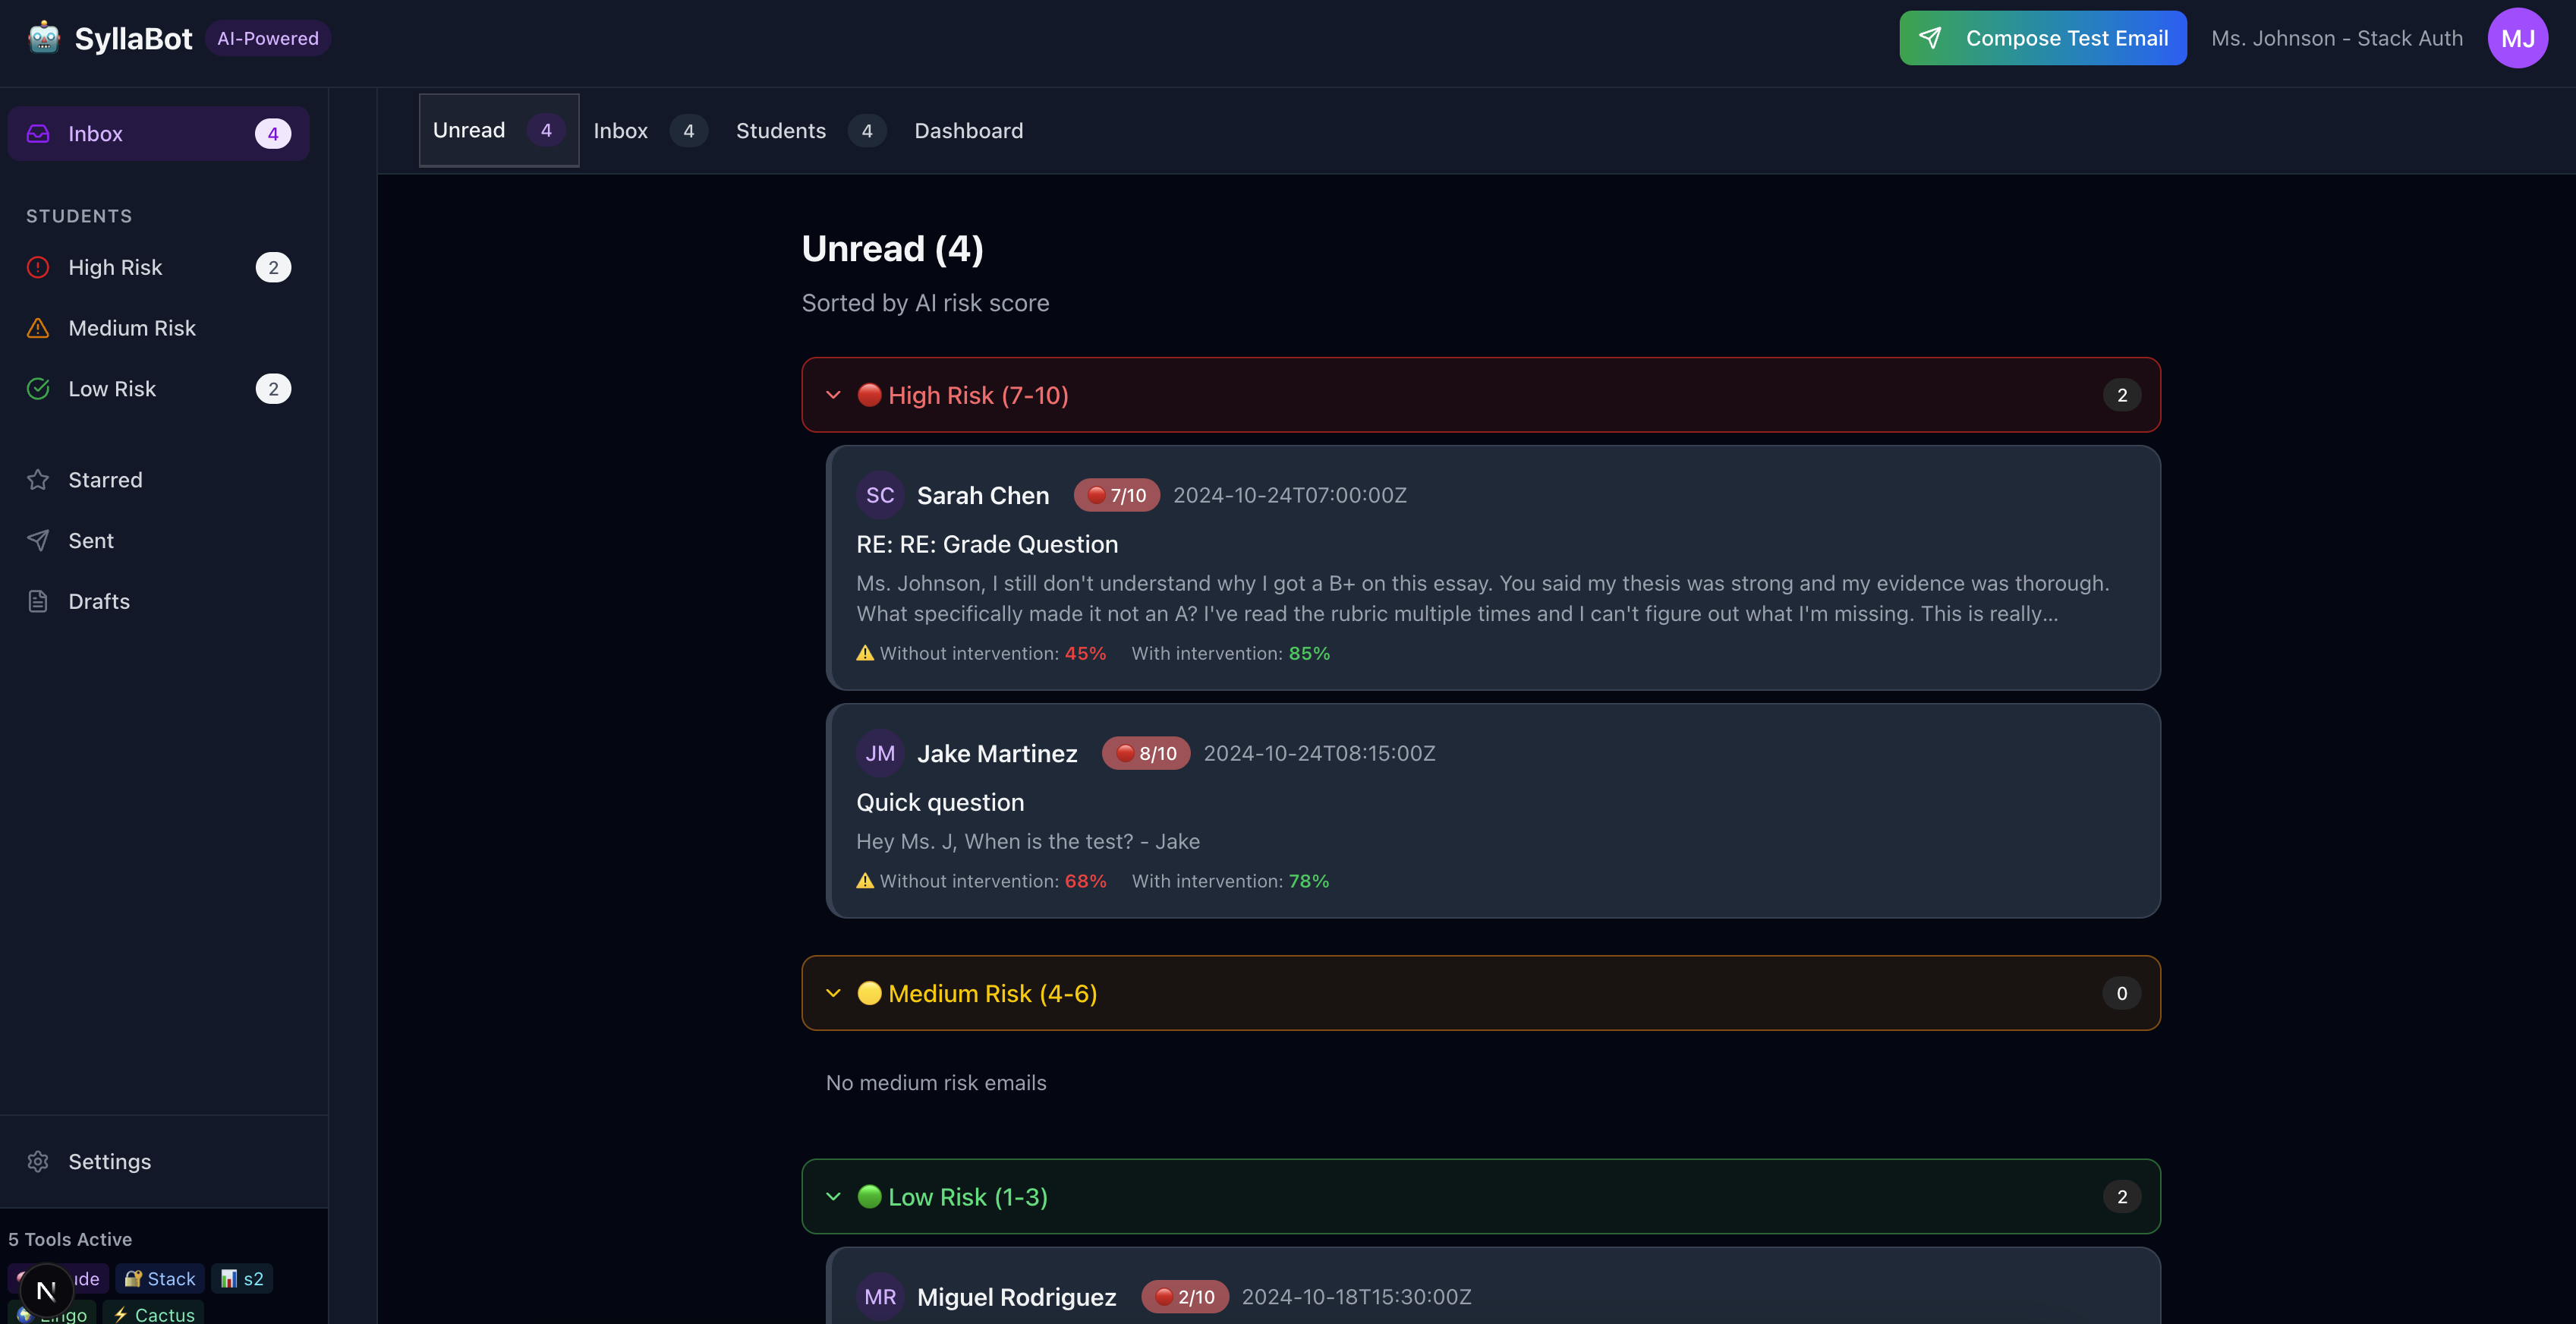 SyllaBot AI-Powered
Compose Test Email
Ms. Johnson - Stack Auth
MJ
Inbox 4
STUDENTS
High Risk 2
Medium Risk
Low Risk 2
Starred
Sent
Drafts
Settings
5 Tools Active
Stack
s2
N
Cactus
Unread 4 Inbox 4 Students 4 Dashboard
Unread (4)
Sorted by AI risk score
High Risk (7-10) 2
SC Sarah Chen 7/10 2024-10-24T07:00:00Z
RE: RE: Grade Question
Ms. Johnson, I still don't understand why I got a B+ on this essay. You said my thesis was strong and my evidence was thorough.
What specifically made it not an A? I've read the rubric multiple times and I can't figure out what I'm missing. This is really...
Without intervention: 45% With intervention: 85%
JM Jake Martinez 8/10 2024-10-24T08:15:00Z
Quick question
Hey Ms. J, When is the test? - Jake
Without intervention: 68% With intervention: 78%
Medium Risk (4-6) 0
No medium risk emails
Low Risk (1-3) 2
MR Miguel Rodriguez 2/10 2024-10-18T15:30:00Z